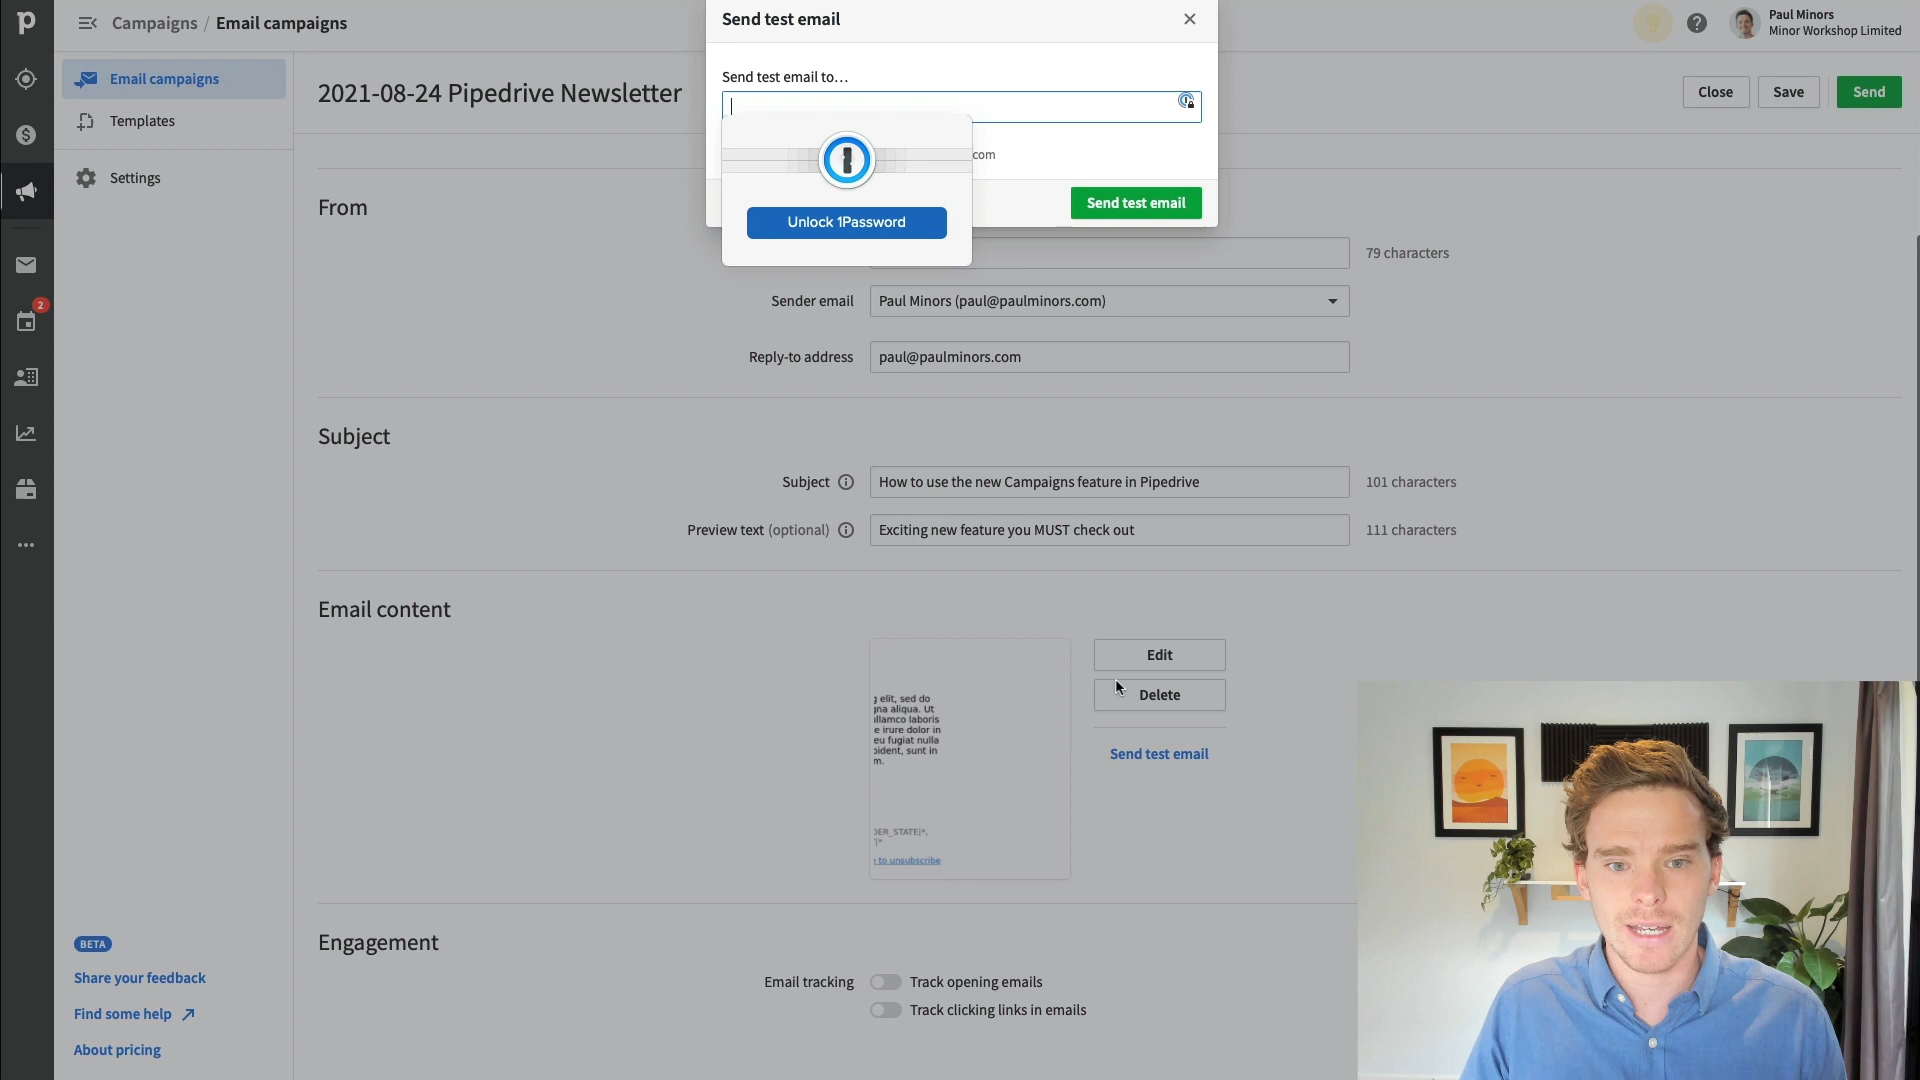 p
Campaigns / Email campaigns
Send test email
Paul Minors
Minor Workshop Limited
Email campaigns
Templates
Settings
2021-08-24 Pipedrive Newsletter
Close
Save
Send
Send test email to...
com
Send test email
Unlock 1Password
From
79 characters
Sender email
Paul Minors (paul@paulminors.com)
2
Reply-to address
paul@paulminors.com
Subject
Subject
How to use the new Campaigns feature in Pipedrive
101 characters
Preview text (optional)
Exciting new feature you MUST check out
111 characters
Email content
g elit, sed do
gna aliqua. Ut
ullamco laboris
e irure dolor in
eu fugiat nulla
oident, sunt in
m.
DER_STATE|*,
|*
to unsubscribe
Edit
Delete
Send test email
Engagement
Email tracking
Track opening emails
Track clicking links in emails
BETA
Share your feedback
Find some help
About pricing